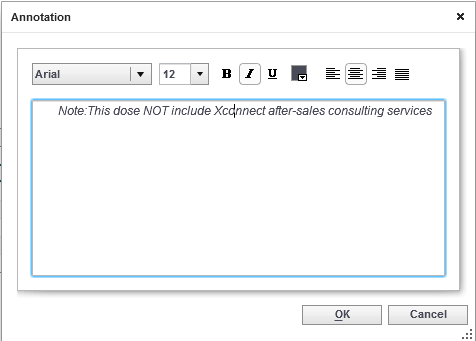 Annotation
Arial 12 B I U
Note:This dose NOT include Xconnect after-sales consulting services
OK Cancel